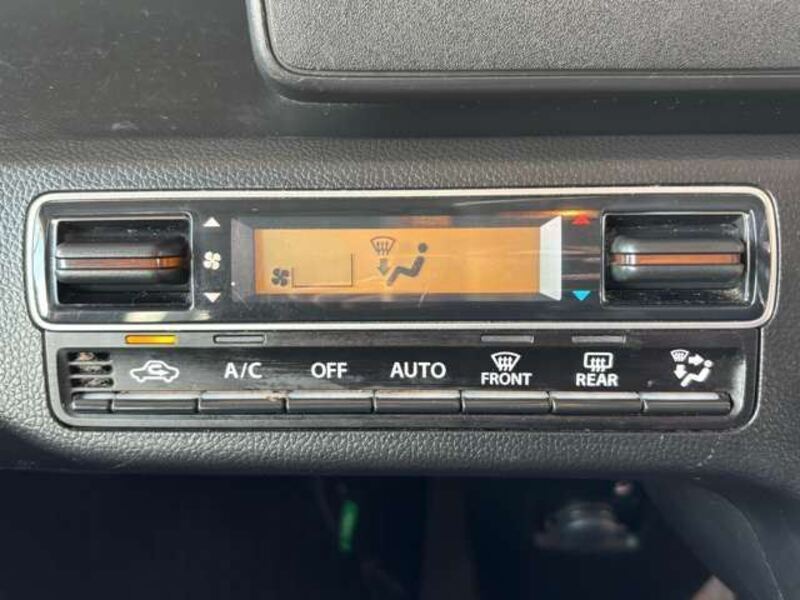 A/C OFF AUTO FRONT REAR